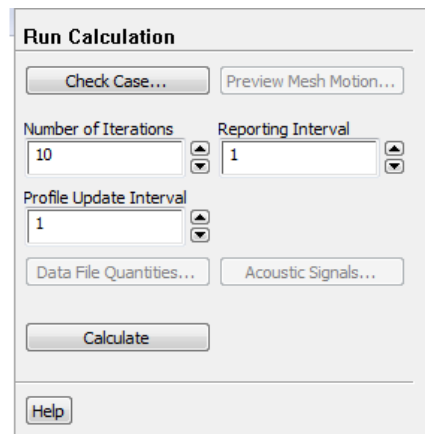 Run Calculation
Check Case... Preview Mesh Motion...
Number of Iterations Reporting Interval
10 1
Profile Update Interval
1
Data File Quantities... Acoustic Signals...
Calculate
Help